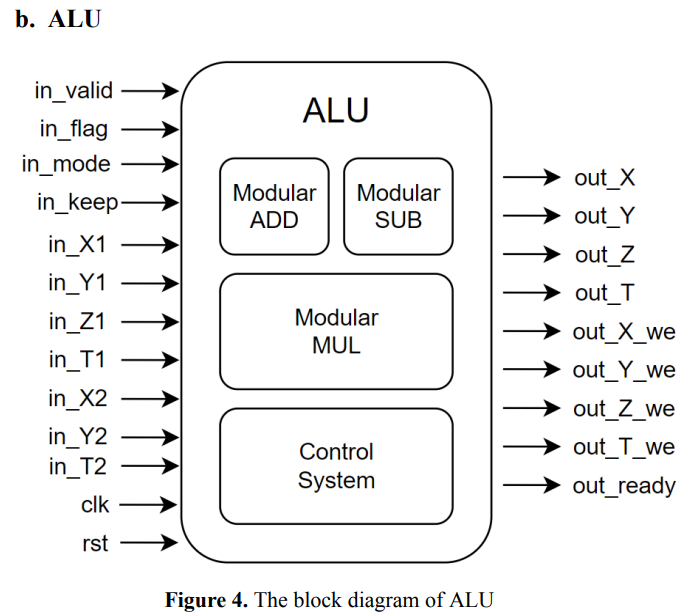 b. ALU
in_valid
in_flag
in_mode
in_keep
in_X1
in_Y1
in_Z1
in_T1
in_X2
in_Y2
in_T2
clk
rst
ALU
Modular
ADD
Modular
SUB
Modular
MUL
Control
System
out_X
out_Y
out_Z
out_T
out_X_we
out_Y_we
out_Z_we
out_T_we
out_ready
Figure 4. The block diagram of ALU